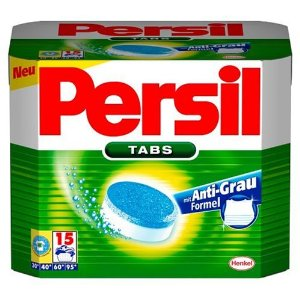 Neu
Persil
TABS
mit Anti-Grau
Formel
15
30° 40° 60° 95°
Henkel